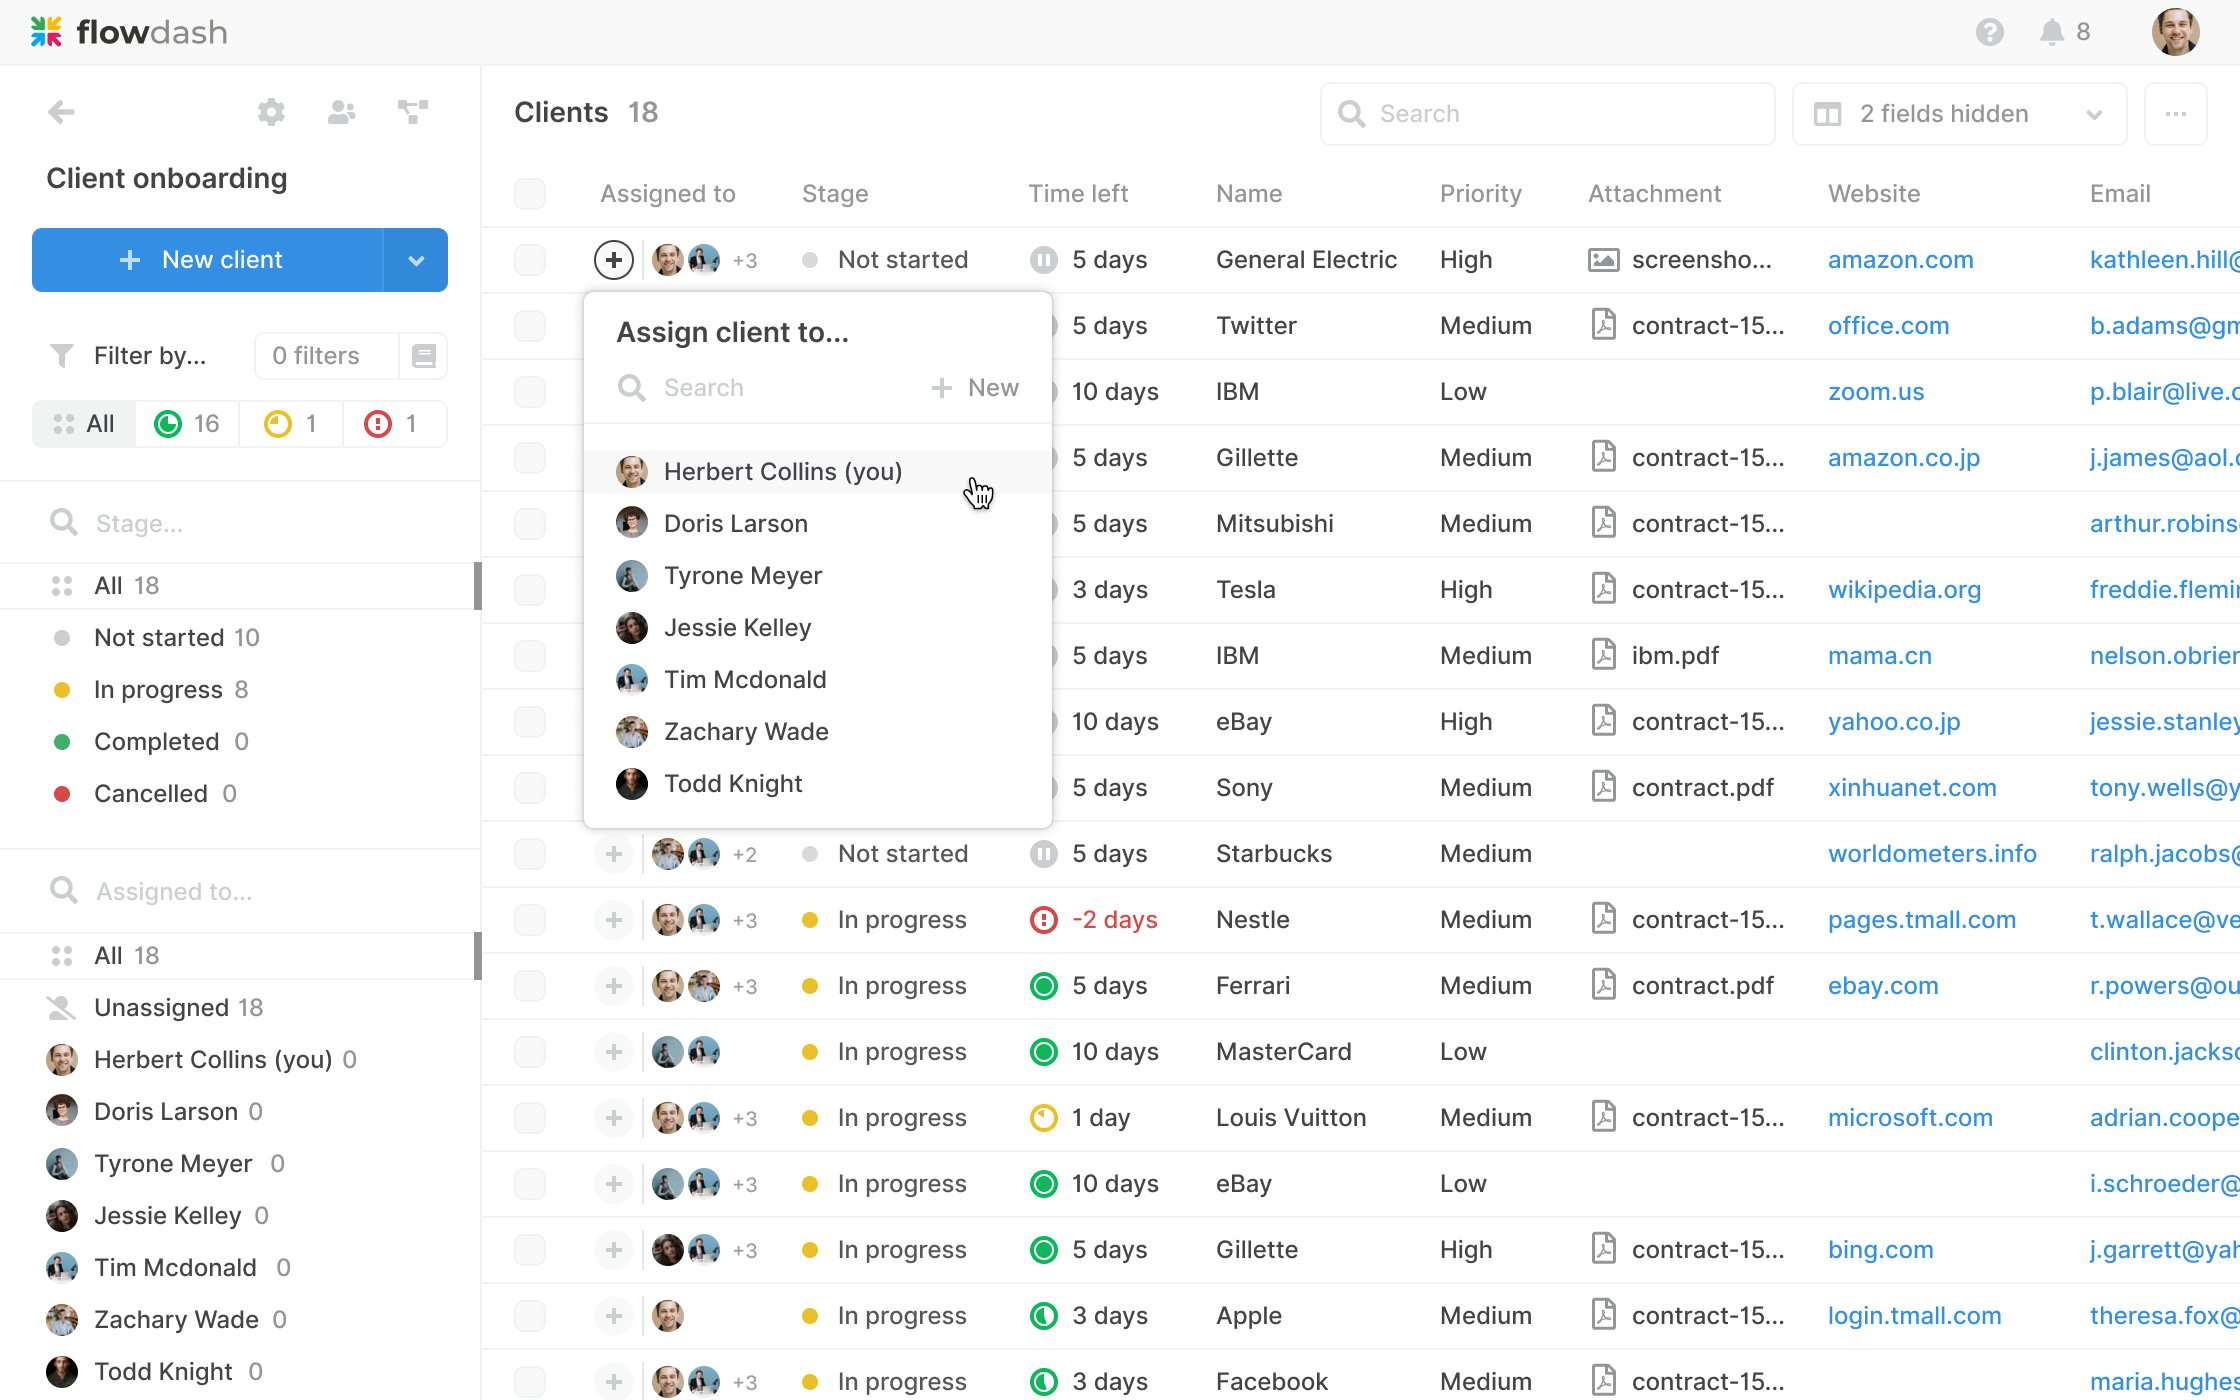 flowdash
8
Client onboarding
New client
Filter by...
0 filters
All
16
1
1
Stage...
All 18
Not started 10
In progress 8
Completed 0
Cancelled 0
Assigned to...
All 18
Unassigned 18
Herbert Collins (you) 0
Doris Larson 0
Tyrone Meyer 0
Jessie Kelley 0
Tim Mcdonald 0
Zachary Wade 0
Todd Knight 0
Clients 18
Search
2 fields hidden
Assigned to Stage Time left Name Priority Attachment Website Email
+3 Not started 5 days General Electric High screensho... amazon.com kathleen.hill@
5 days Twitter Medium contract-15... office.com b.adams@gm
10 days IBM Low zoom.us p.blair@live.c
5 days Gillette Medium contract-15... amazon.co.jp j.james@aol.c
5 days Mitsubishi Medium contract-15... arthur.robins
3 days Tesla High contract-15... wikipedia.org freddie.flemin
5 days IBM Medium ibm.pdf mama.cn nelson.obrien
10 days eBay High contract-15... yahoo.co.jp jessie.stanley
5 days Sony Medium contract.pdf xinhuanet.com tony.wells@y
+2 Not started 5 days Starbucks Medium worldometers.info ralph.jacobs@
+3 In progress -2 days Nestle Medium contract-15... pages.tmall.com t.wallace@ve
+3 In progress 5 days Ferrari Medium contract.pdf ebay.com r.powers@ou
In progress 10 days MasterCard Low clinton.jackso
+3 In progress 1 day Louis Vuitton Medium contract-15... microsoft.com adrian.coope
+3 In progress 10 days eBay Low i.schroeder@
+3 In progress 5 days Gillette High contract-15... bing.com j.garrett@yah
In progress 3 days Apple Medium contract-15... login.tmall.com theresa.fox@
+3 In progress 3 days Facebook Medium contract-15... maria.hughes
Assign client to...
Search
New
Herbert Collins (you)
Doris Larson
Tyrone Meyer
Jessie Kelley
Tim Mcdonald
Zachary Wade
Todd Knight